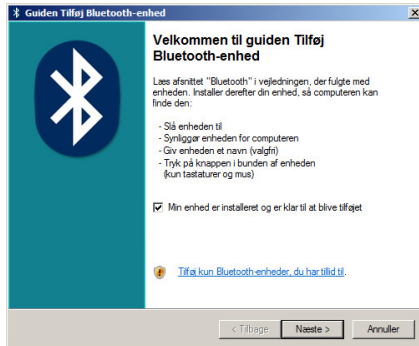 Guiden Tilføj Bluetooth-enhed
Velkommen til guiden Tilføj
Bluetooth-enhed
Læs afsnittet "Bluetooth" i vejledningen, der fulgte med
enheden. Installer derefter din enhed, så computeren kan
finde den:
- Slå enheden til
- Synliggør enheden for computeren
- Giv enheden et navn (valgfri)
- Tryk på knappen i bunden af enheden
(kun tastaturer og mus)
Min enhed er installeret og er klar til at blive tilføjet
Tilføj kun Bluetooth-enheder, du har tillid til.
< Tilbage Næste > Annuller